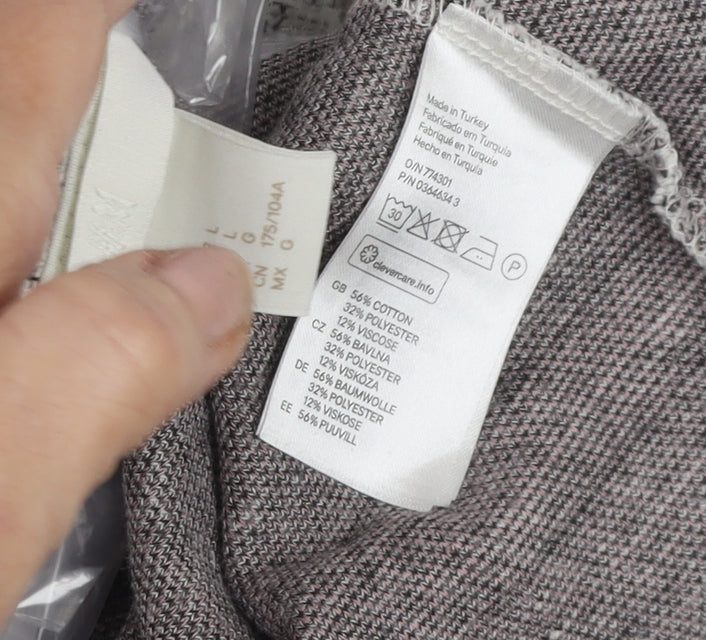 L
L
G
CN 175/104A
MX G
Made in Turkey
Fabricado em Turquia
Fabriqué en Turquie
Hecho en Turquía
O/N 774301
P/N 0364634 3
30
P
clevercare.info
GB 56% COTTON
32% POLYESTER
12% VISCOSE
CZ 56% BAVLNA
32% POLYESTER
12% VISKÓZA
DE 56% BAUMWOLLE
32% POLYESTER
12% VISKOSE
EE 56% PUUVILL